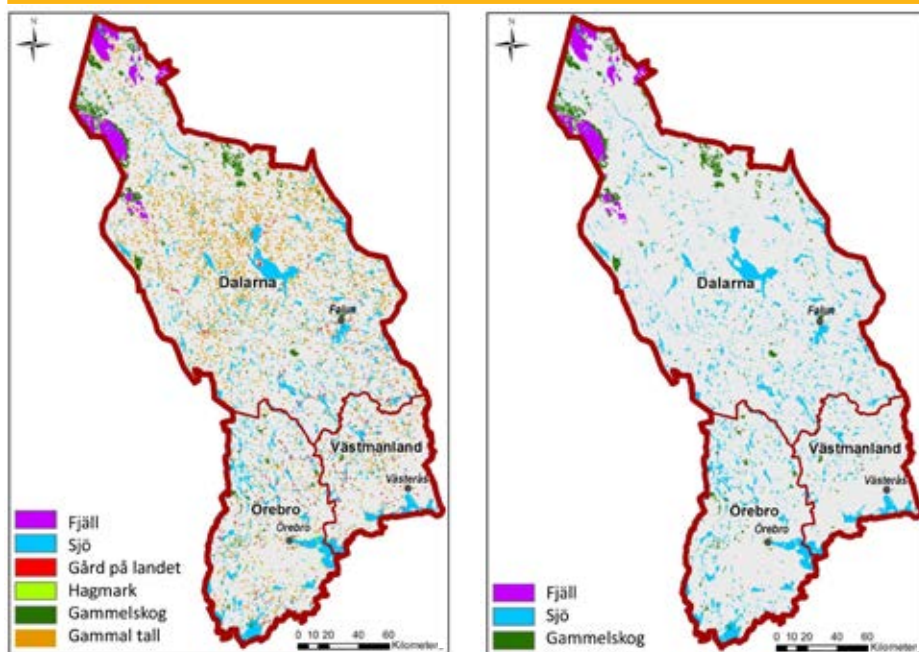 N
Dalarna
Falun
Västmanland
Västerås
Örebro
Örebro
Fjäll
Sjö
Gård på landet
Hagmark
Gammelskog
Gammal tall
0 10 20 40 60
Kilometer
N
Dalarna
Falun
Västmanland
Västerås
Örebro
Örebro
Fjäll
Sjö
Gammelskog
0 10 20 40 60
Kilometer